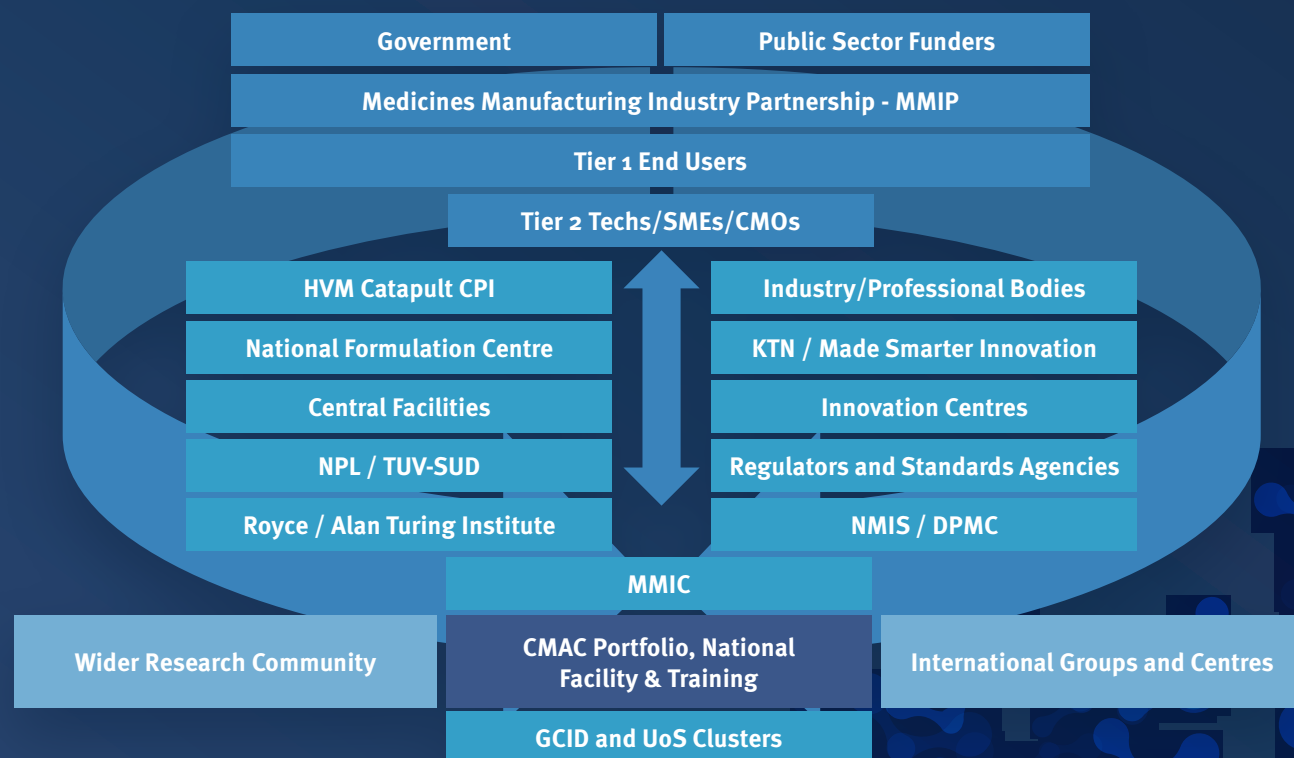 Government
Public Sector Funders
Medicines Manufacturing Industry Partnership - MMIP
Tier 1 End Users
Tier 2 Techs/SMEs/CMOs
HVM Catapult CPI
Industry/Professional Bodies
National Formulation Centre
KTN / Made Smarter Innovation
Central Facilities
Innovation Centres
NPL / TUV-SUD
Regulators and Standards Agencies
Royce / Alan Turing Institute
NMIS / DPMC
MMIC
Wider Research Community
CMAC Portfolio, National
Facility & Training
International Groups and Centres
GCID and UoS Clusters